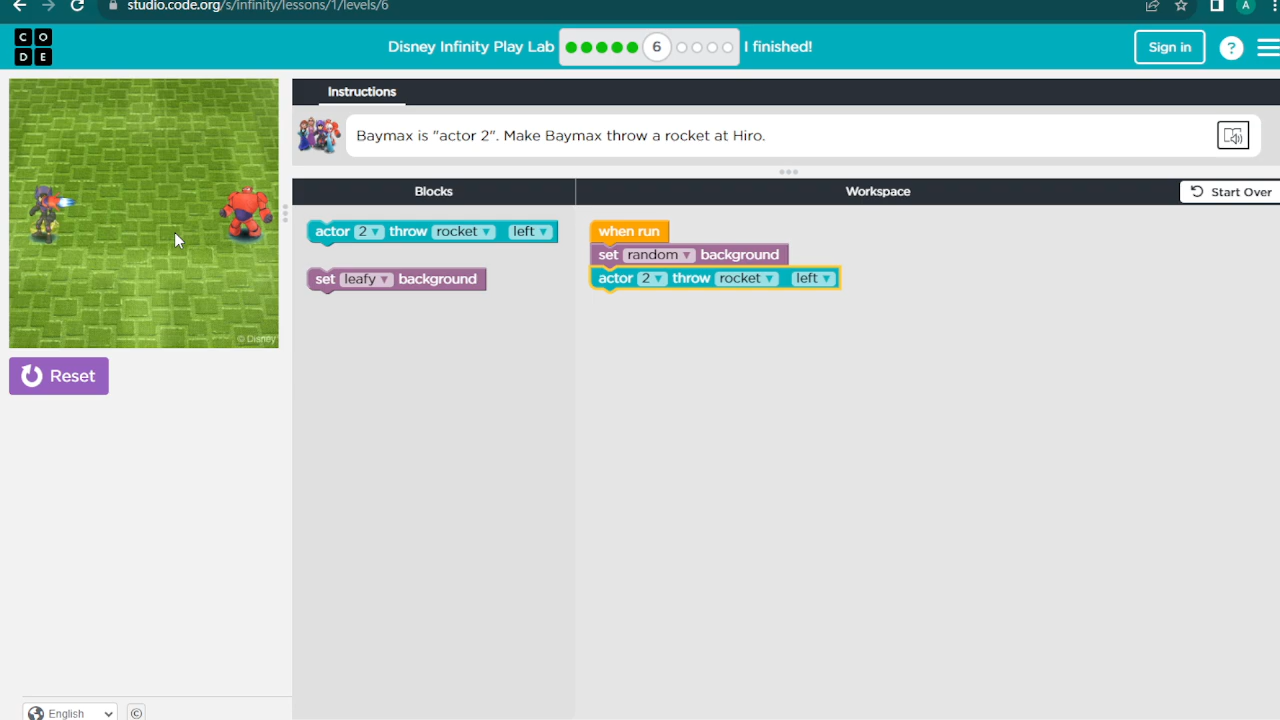 studio.code.org/s/infinity/lessons/1/levels/6
A
C O
D E
Disney Infinity Play Lab
6
I finished!
Sign in
?
Instructions
Baymax is "actor 2". Make Baymax throw a rocket at Hiro.
Blocks
Workspace
Start Over
actor 2 throw rocket left
set leafy background
when run
set random background
actor 2 throw rocket left
© Disney
Reset
English
©